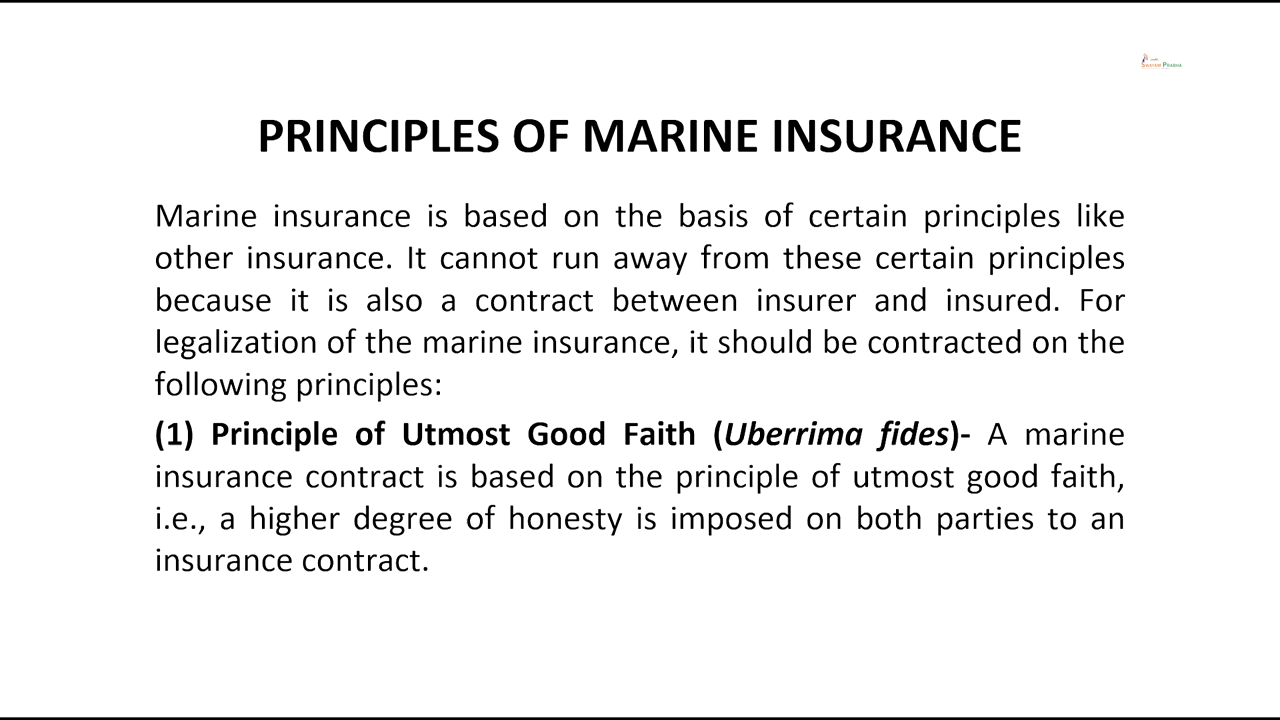 SWAYAM PRABHA
PRINCIPLES OF MARINE INSURANCE
Marine insurance is based on the basis of certain principles like
other insurance. It cannot run away from these certain principles
because it is also a contract between insurer and insured. For
legalization of the marine insurance, it should be contracted on the
following principles:
(1) Principle of Utmost Good Faith (Uberrima fides)- A marine
insurance contract is based on the principle of utmost good faith,
i.e., a higher degree of honesty is imposed on both parties to an
insurance contract.